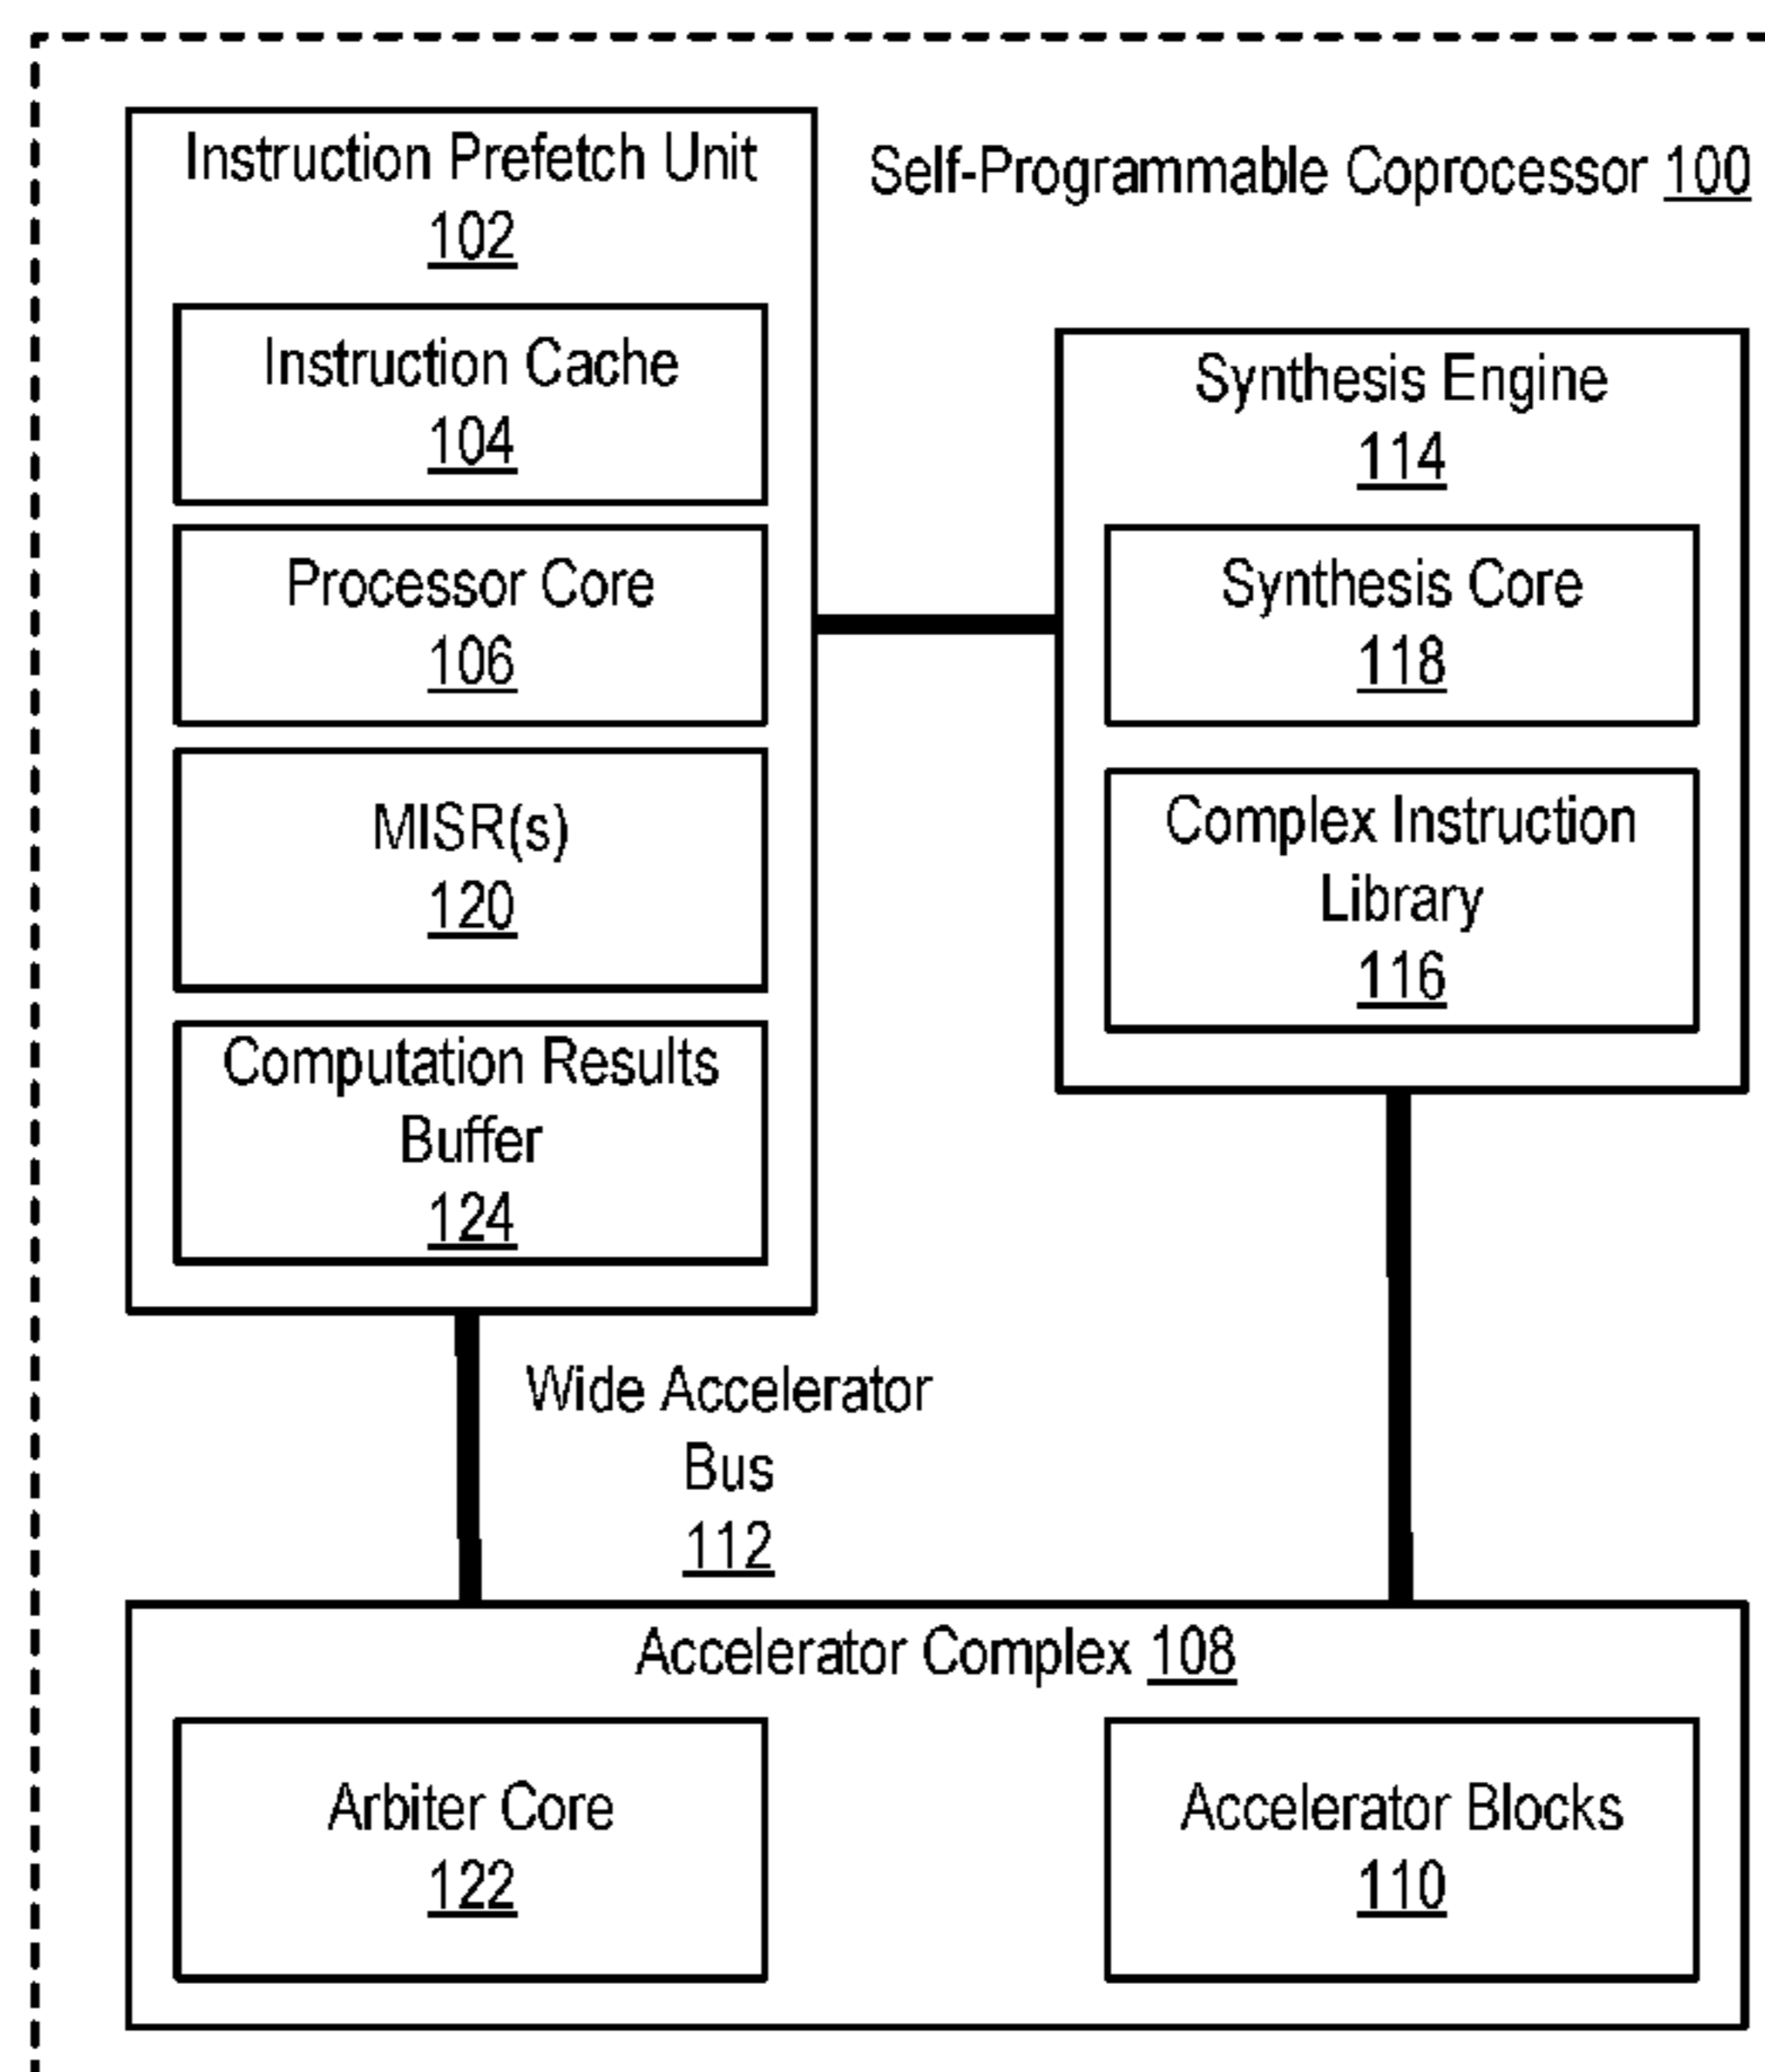 Instruction Prefetch Unit
102
Self-Programmable Coprocessor 100
Instruction Cache
104
Processor Core
106
MISR(s)
120
Computation Results
Buffer
124
Synthesis Engine
114
Synthesis Core
118
Complex Instruction
Library
116
Wide Accelerator
Bus
112
Accelerator Complex 108
Arbiter Core
122
Accelerator Blocks
110